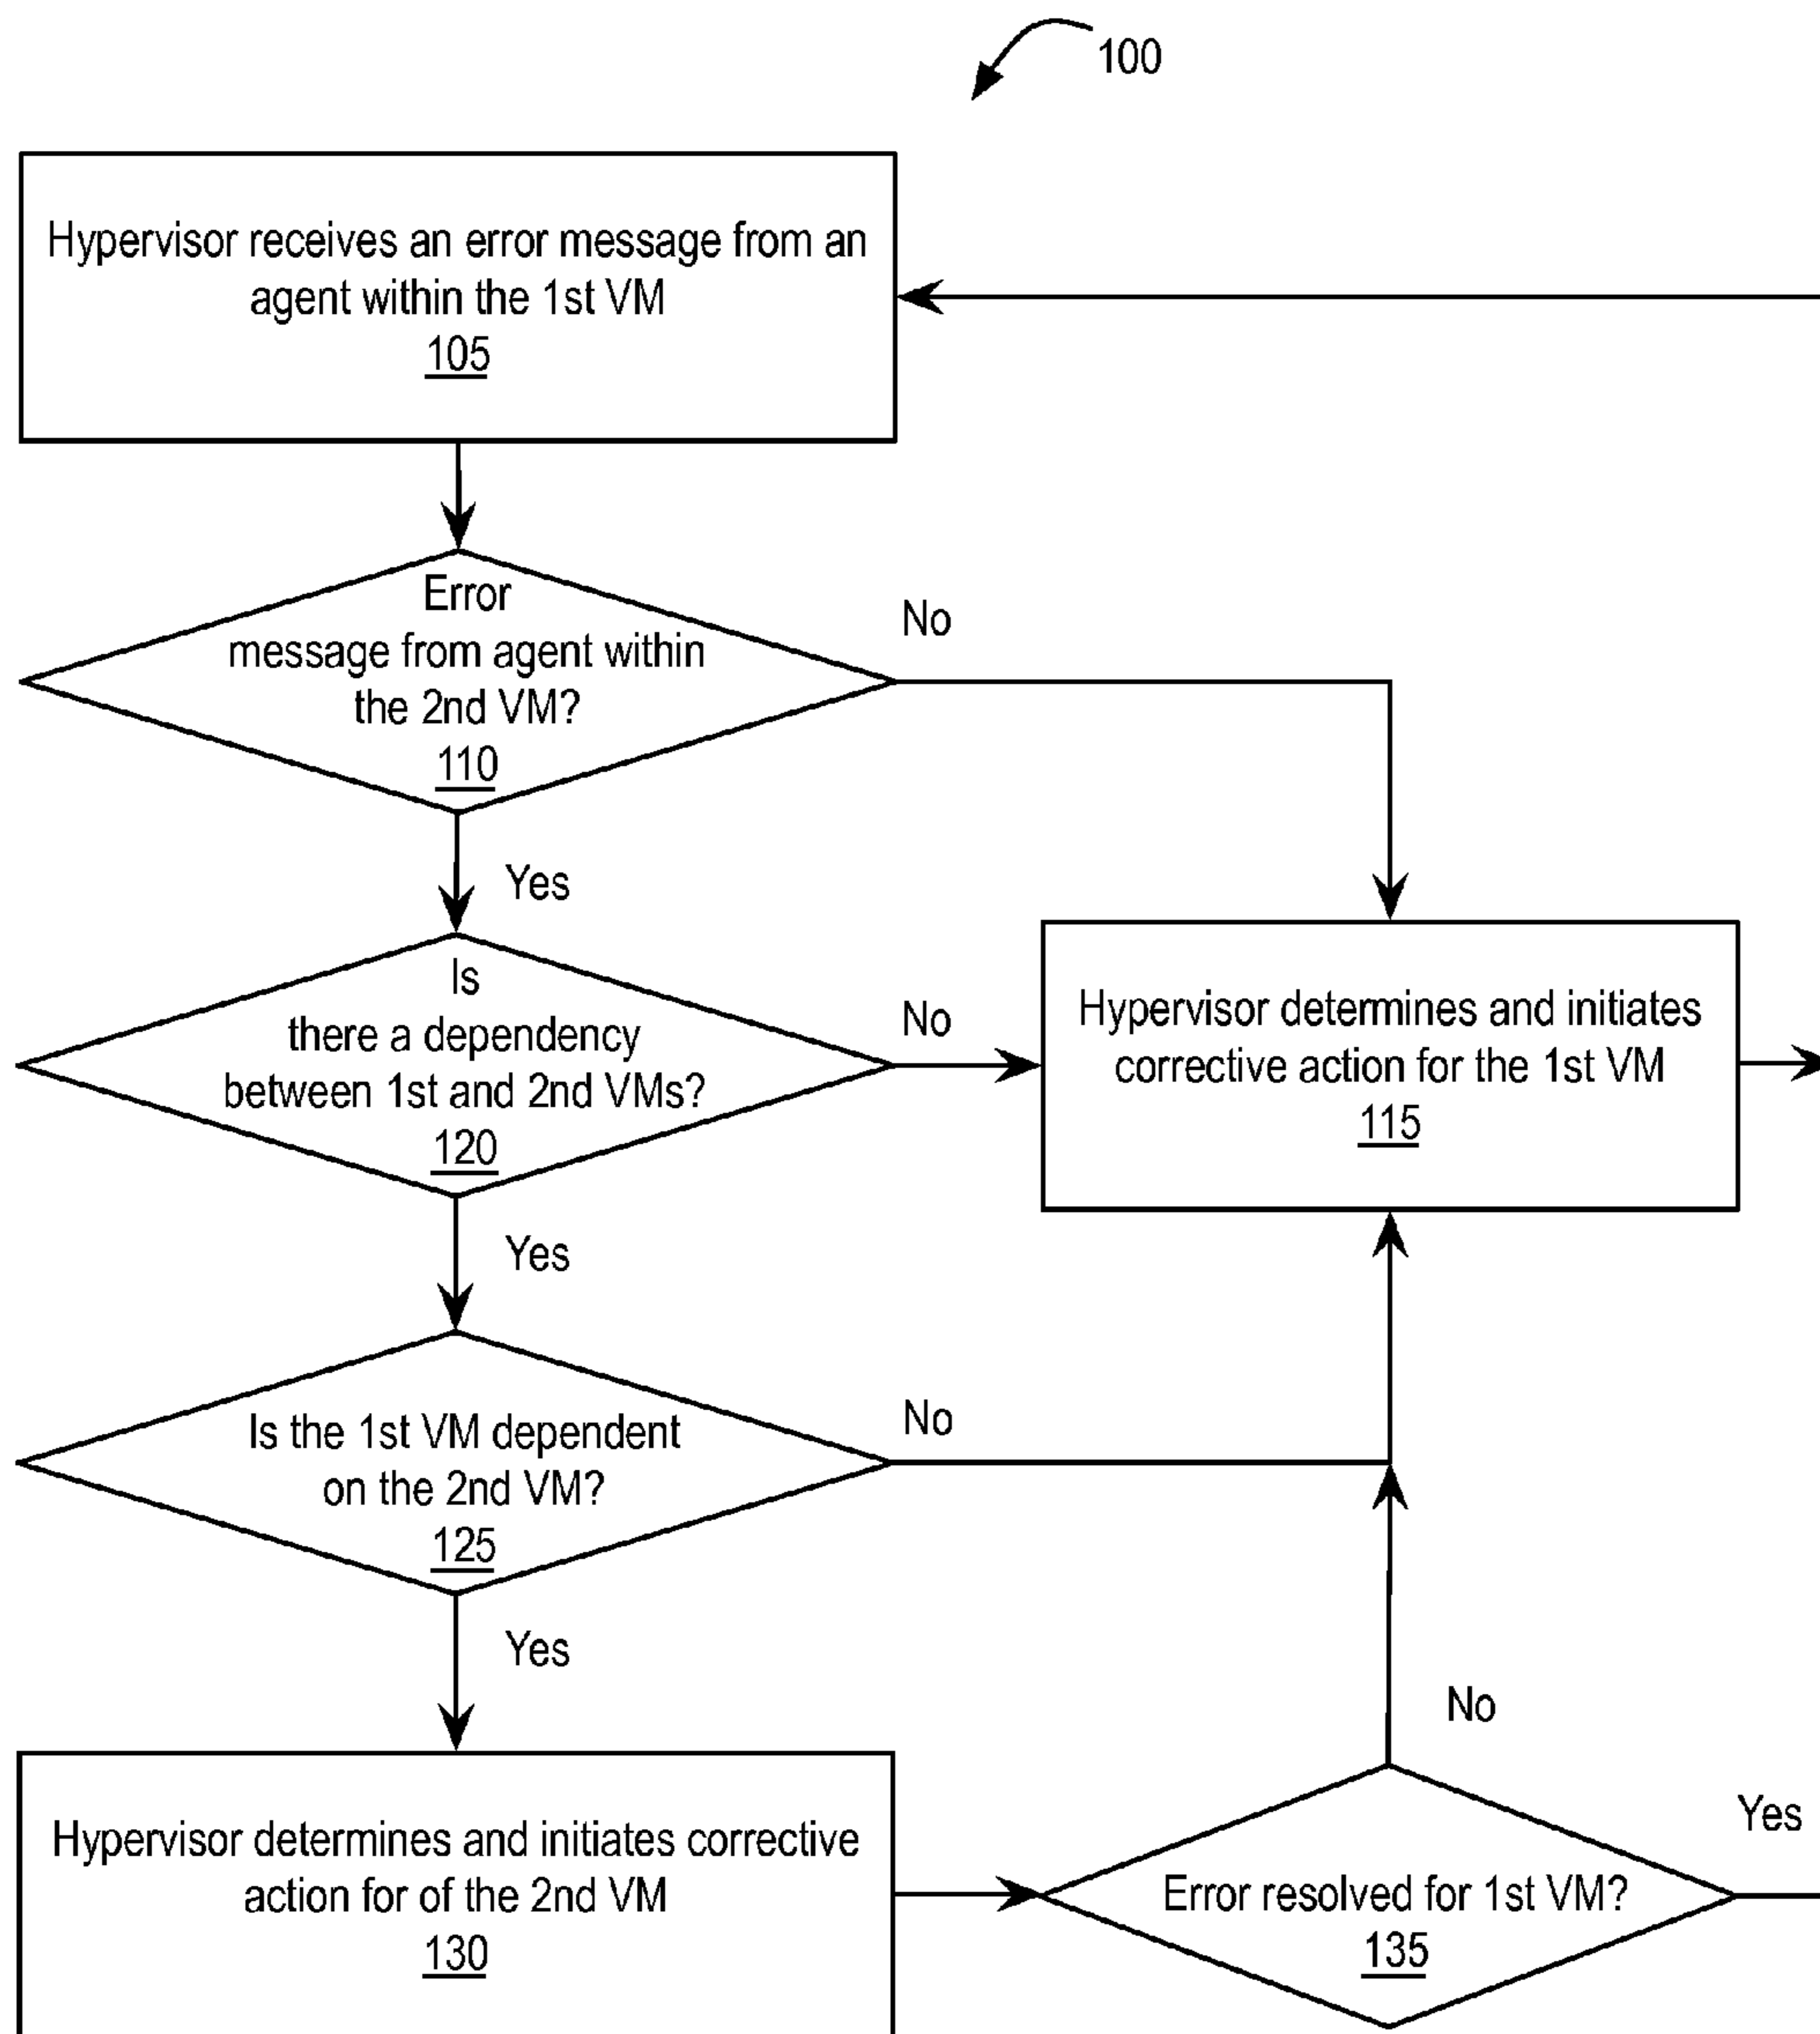 100
Hypervisor receives an error message from an
agent within the 1st VM
105
Error
message from agent within
the 2nd VM?
110
No
Yes
Is
there a dependency
between 1st and 2nd VMs?
120
No
Hypervisor determines and initiates
corrective action for the 1st VM
115
Yes
Is the 1st VM dependent
on the 2nd VM?
125
No
Yes
Hypervisor determines and initiates corrective
action for of the 2nd VM
130
No
Error resolved for 1st VM?
135
Yes